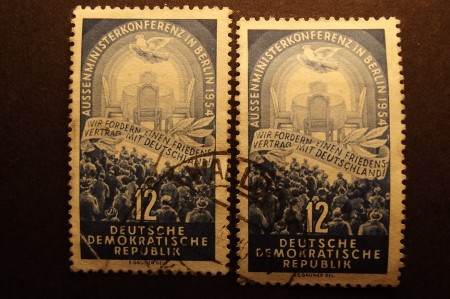 AUSSENMINISTERKONFERENZ IN BERLIN 1954
WIR FORDERN EINEN FRIEDENS
VERTRAG MIT DEUTSCHLAND!
12
DEUTSCHE
DEMOKRATISCHE
REPUBLIK
AUSSENMINISTERKONFERENZ IN BERLIN 1954
WIR FORDERN EINEN FRIEDENS
VERTRAG MIT DEUTSCHLAND!
12
DEUTSCHE
DEMOKRATISCHE
REPUBLIK